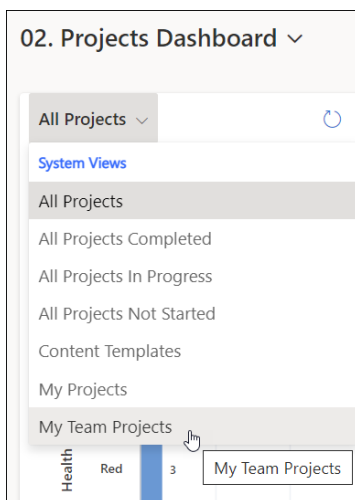 02. Projects Dashboard
All Projects
System Views
All Projects
All Projects Completed
All Projects In Progress
All Projects Not Started
Content Templates
My Projects
My Team Projects
Health
Red
3
My Team Projects